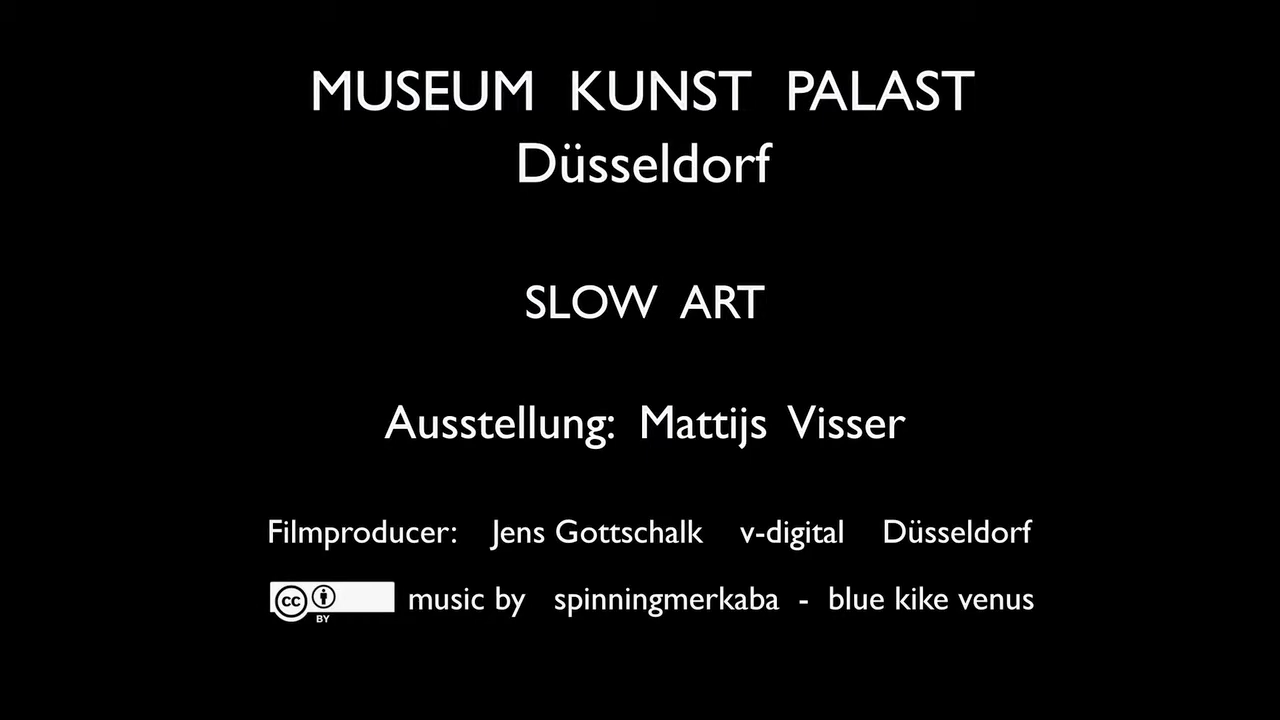 MUSEUM KUNST PALAST
Düsseldorf
SLOW ART
Ausstellung: Mattijs Visser
Filmproducer: Jens Gottschalk v-digital Düsseldorf
cc BY music by spinningmerkaba - blue kike venus